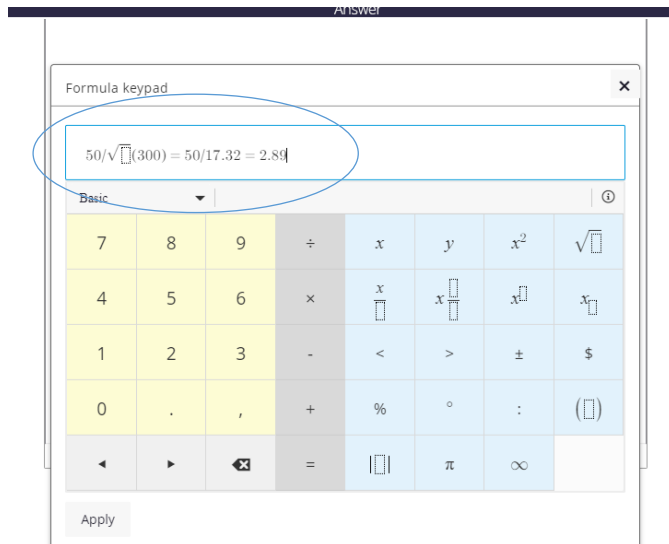 Answer
Formula keypad ×
50/√(300) = 50/17.32 = 2.89
Basic
7 8 9 ÷ x y x² √
4 5 6 × x x x x
1 2 3 - < > ± $
0 . , + % ° : ()
= || π ∞
Apply